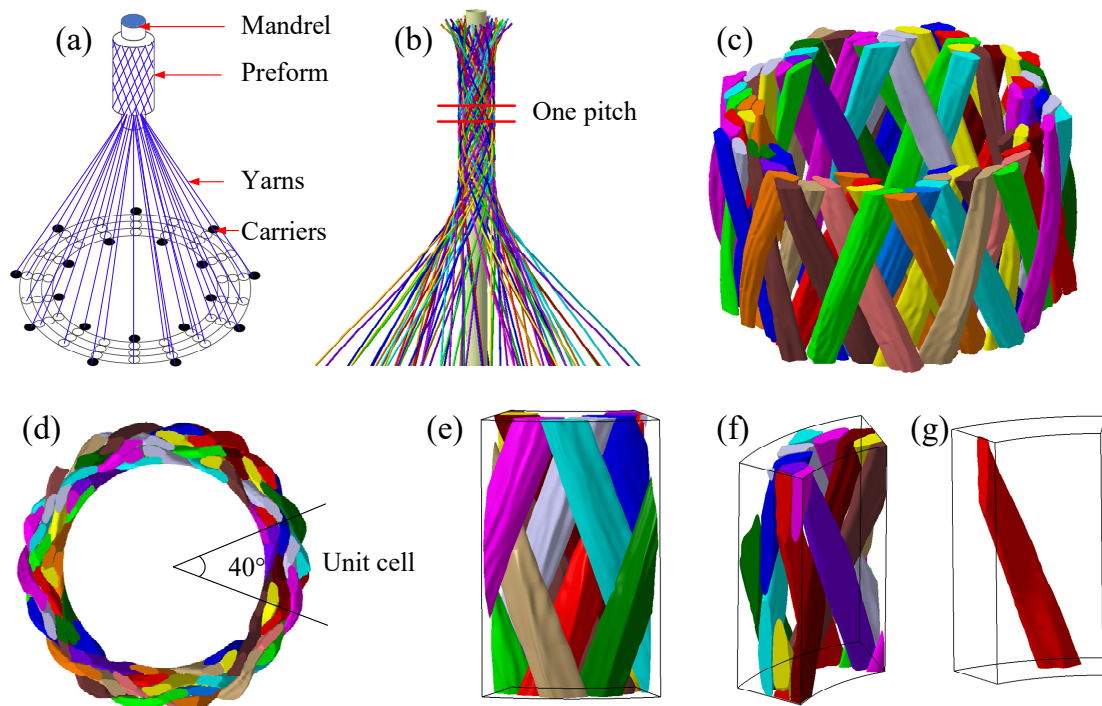 (a)
Mandrel
Preform
Yarns
Carriers
(b)
One pitch
(c)
(d)
40°
Unit cell
(e)
(f)
(g)